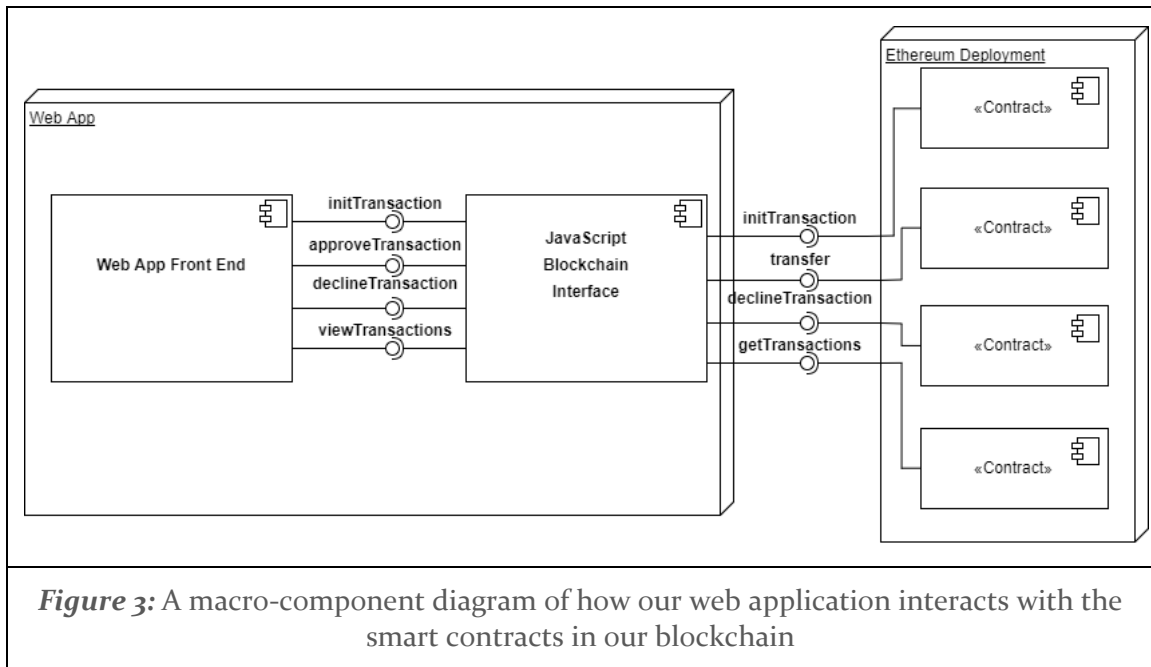 Ethereum Deployment
«Contract»
Web App
initTransaction
approveTransaction
declineTransaction
viewTransactions
Web App Front End
JavaScript
Blockchain
Interface
initTransaction
transfer
declineTransaction
getTransactions
«Contract»
«Contract»
«Contract»
Figure 3: A macro-component diagram of how our web application interacts with the
smart contracts in our blockchain